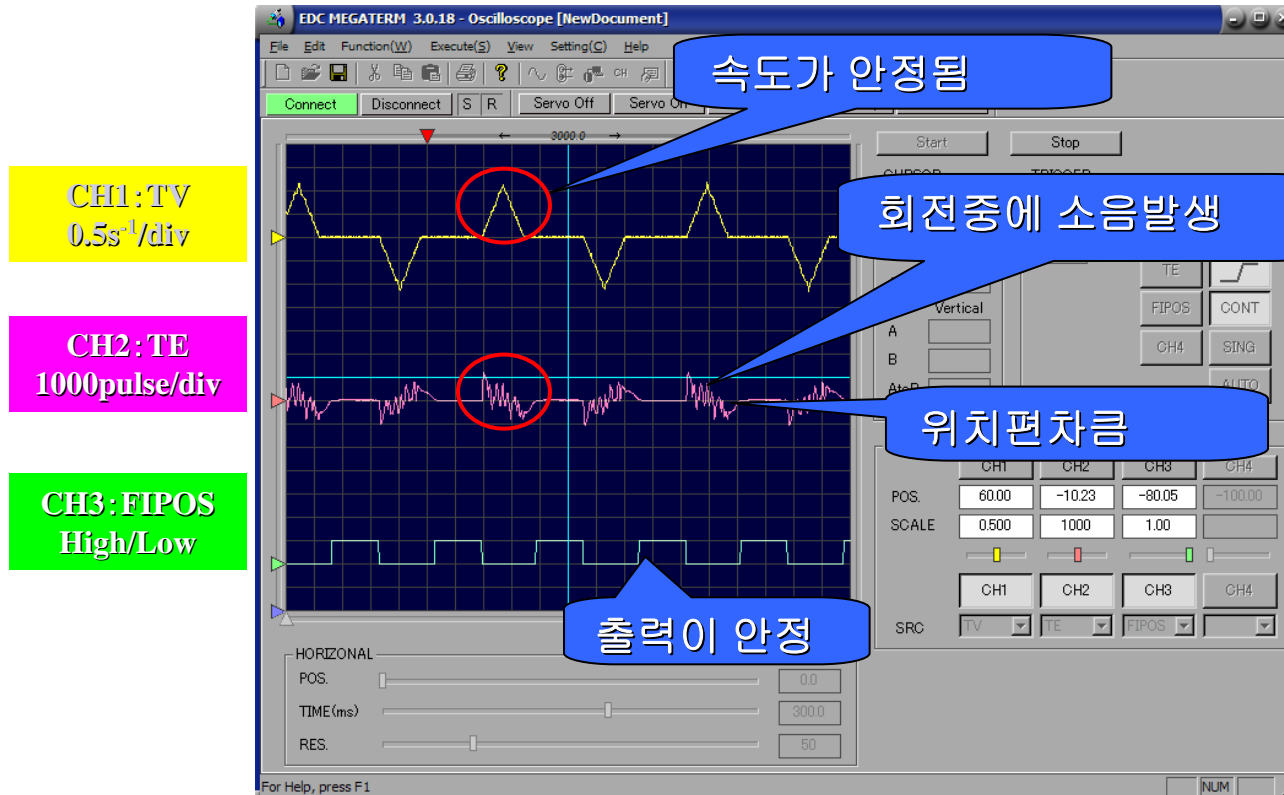 EDC MEGATERM 3.0.18 - Oscilloscope [NewDocument]
File Edit Function(W) Execute(S) View Setting(C) Help
CH
Connect Disconnect S R Servo Off Servo On
속도가 안정됨
3000.0
Start Stop
CURSOR TRIGGER
CH1:TV
0.5s⁻¹/div
회전중에 소음발생
TE
Vertical
FIPOS CONT
A
CH4 SING
B
AtoB AUTO
CH2:TE
1000pulse/div
위치편차큼
CH1 CH2 CH3 CH4
POS. 60.00 -10.23 -80.05 -100.00
SCALE 0.500 1000 1.00
CH3:FIPOS
High/Low
CH1 CH2 CH3 CH4
SRC TV TE FIPOS
출력이 안정
HORIZONAL
POS. 0.0
TIME(ms) 300.0
RES. 50
For Help, press F1
NUM